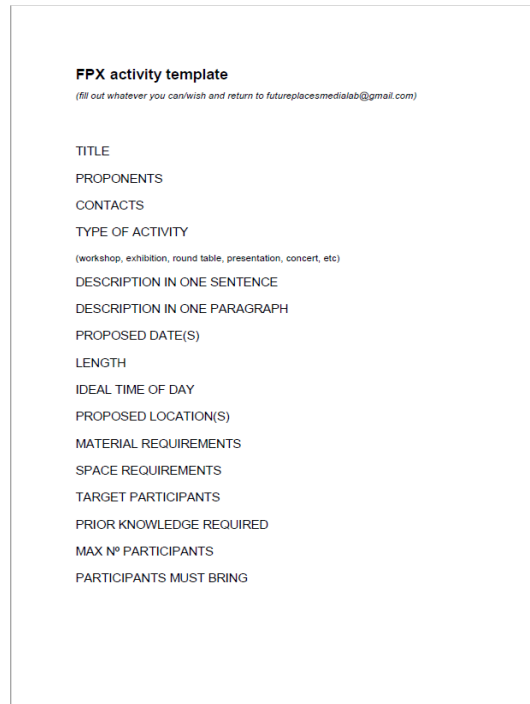 FPX activity template
(fill out whatever you can/wish and return to futureplacesmedialab@gmail.com)
TITLE
PROPONENTS
CONTACTS
TYPE OF ACTIVITY
(workshop, exhibition, round table, presentation, concert, etc)
DESCRIPTION IN ONE SENTENCE
DESCRIPTION IN ONE PARAGRAPH
PROPOSED DATE(S)
LENGTH
IDEAL TIME OF DAY
PROPOSED LOCATION(S)
MATERIAL REQUIREMENTS
SPACE REQUIREMENTS
TARGET PARTICIPANTS
PRIOR KNOWLEDGE REQUIRED
MAX Nº PARTICIPANTS
PARTICIPANTS MUST BRING